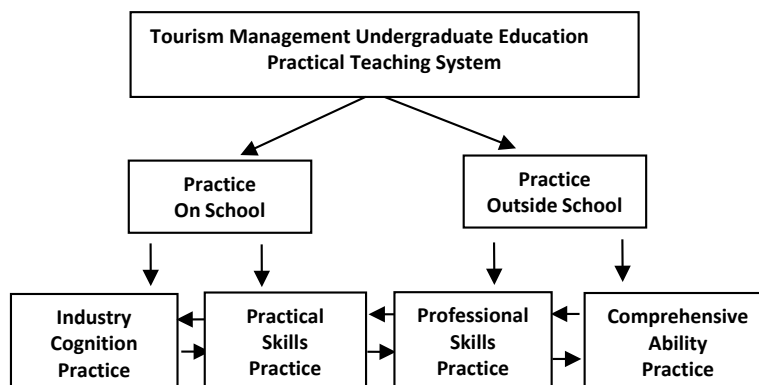 Tourism Management Undergraduate Education
Practical Teaching System
Practice
On School
Practice
Outside School
Industry
Cognition
Practice
Practical
Skills
Practice
Professional
Skills
Practice
Comprehensive
Ability
Practice